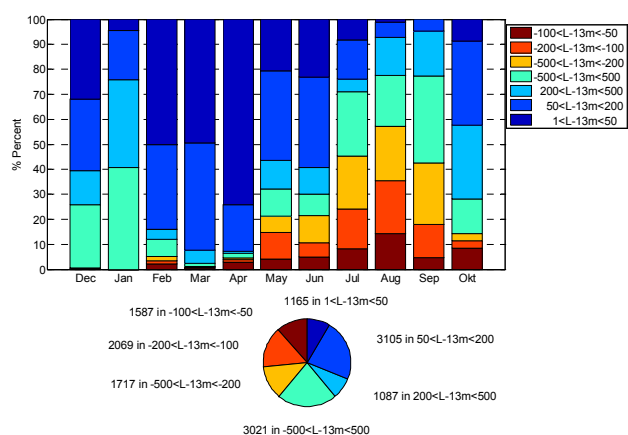 100
90
80
70
60
50
40
30
20
10
0
% Percent
Dec Jan Feb Mar Apr May Jun Jul Aug Sep Okt
-100<L-13m<-50
-200<L-13m<-100
-500<L-13m<-200
-500<L-13m<500
200<L-13m<500
50<L-13m<200
1<L-13m<50
1165 in 1<L-13m<50
1587 in -100<L-13m<-50
3105 in 50<L-13m<200
2069 in -200<L-13m<-100
1717 in -500<L-13m<-200
1087 in 200<L-13m<500
3021 in -500<L-13m<500